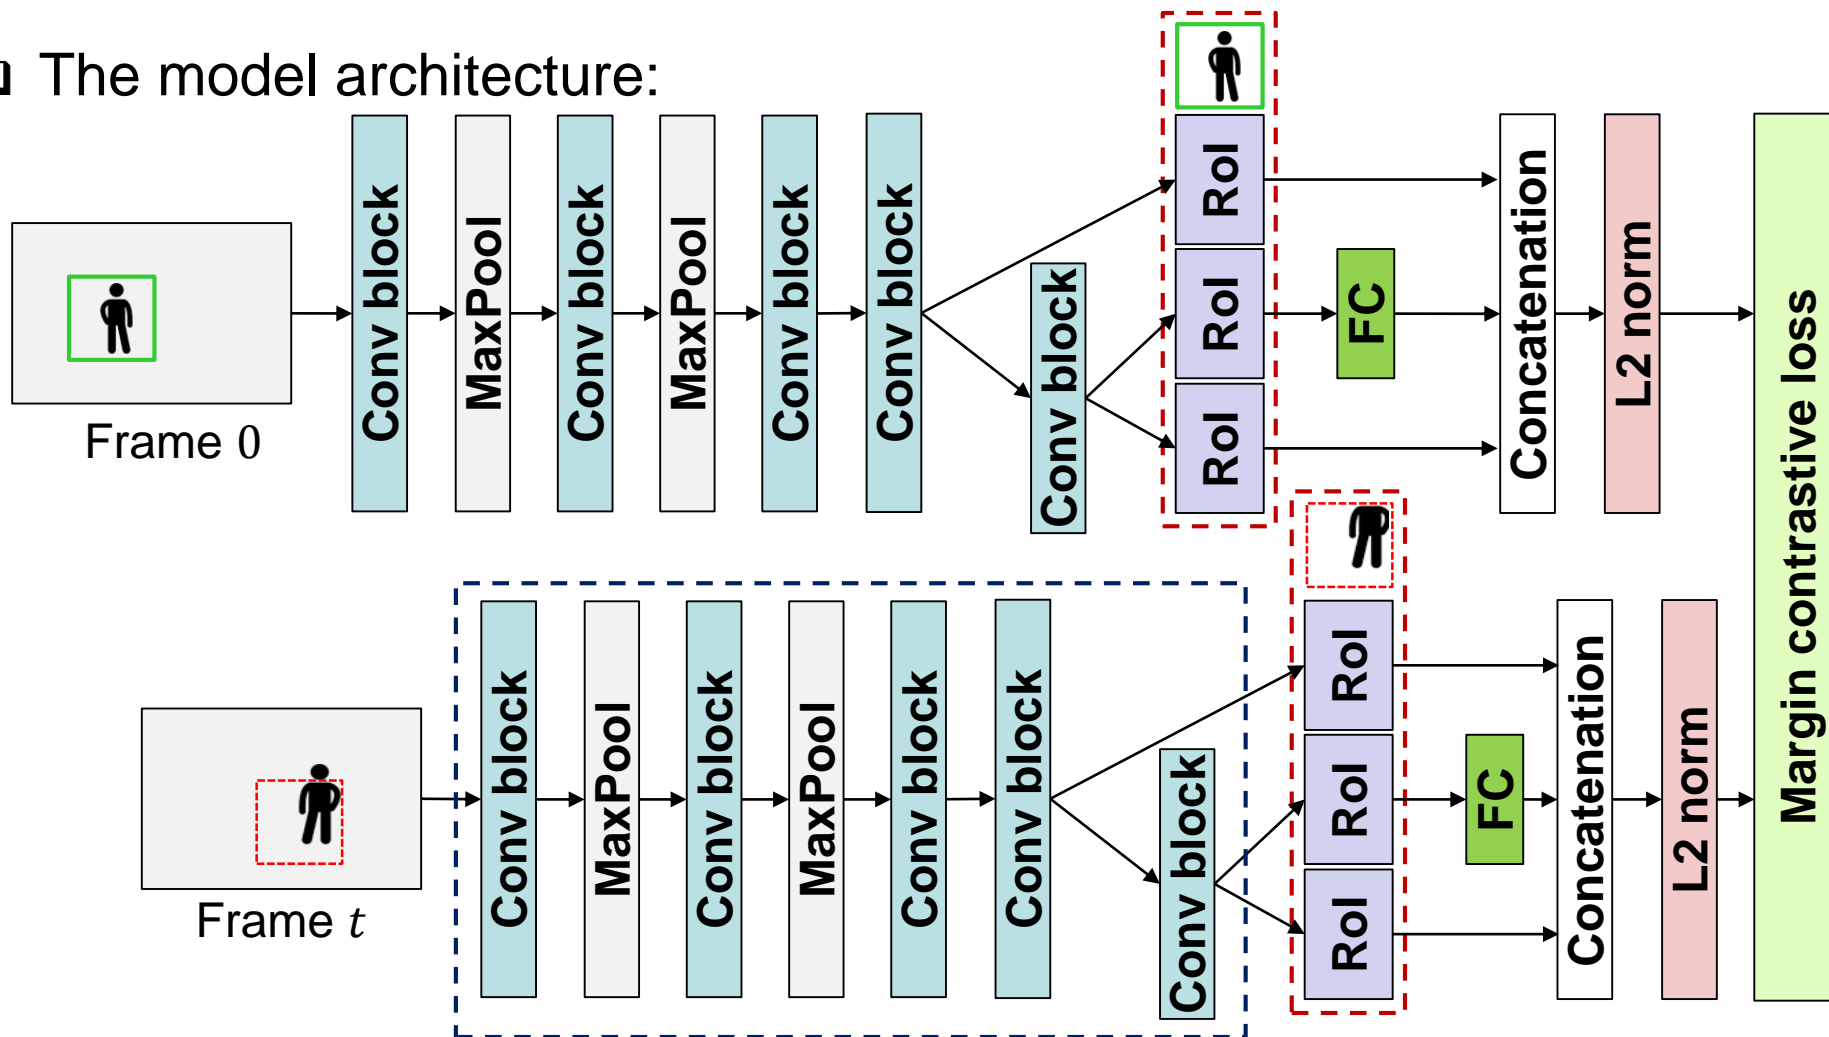 The model architecture:
Frame 0
Conv block
MaxPool
Conv block
MaxPool
Conv block
Conv block
Conv block
RoI
RoI
RoI
FC
Concatenation
L2 norm
Margin contrastive loss
Frame t
Conv block
MaxPool
Conv block
MaxPool
Conv block
Conv block
Conv block
RoI
RoI
RoI
FC
Concatenation
L2 norm